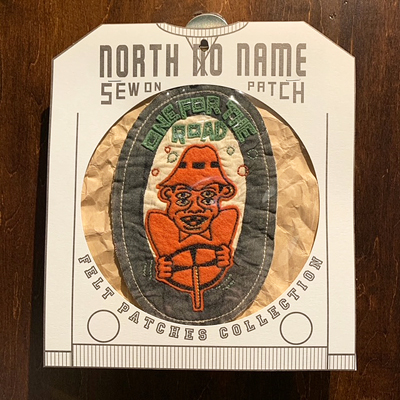 NORTH NO NAME
SEW ON PATCH
ONE FOR THE
ROAD
FELT PATCHES COLLECTION